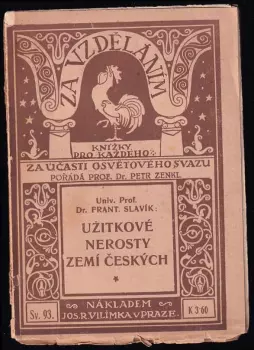 ZA VZDĚLÁNÍM
KNÍŽKY
PRO KAŽDÉHO
ZA ÚČASTI OSVĚTOVÉHO SVAZU
POŘÁDÁ PROF. Dr. PETR ZENKL
Univ. Prof.
Dr. FRANT. SLAVÍK:
UŽITKOVÉ
NEROSTY
ZEMÍ ČESKÝCH
Sv. 93.
NÁKLADEM
JOS. R. VILÍMKA V PRAZE.
K 3·60